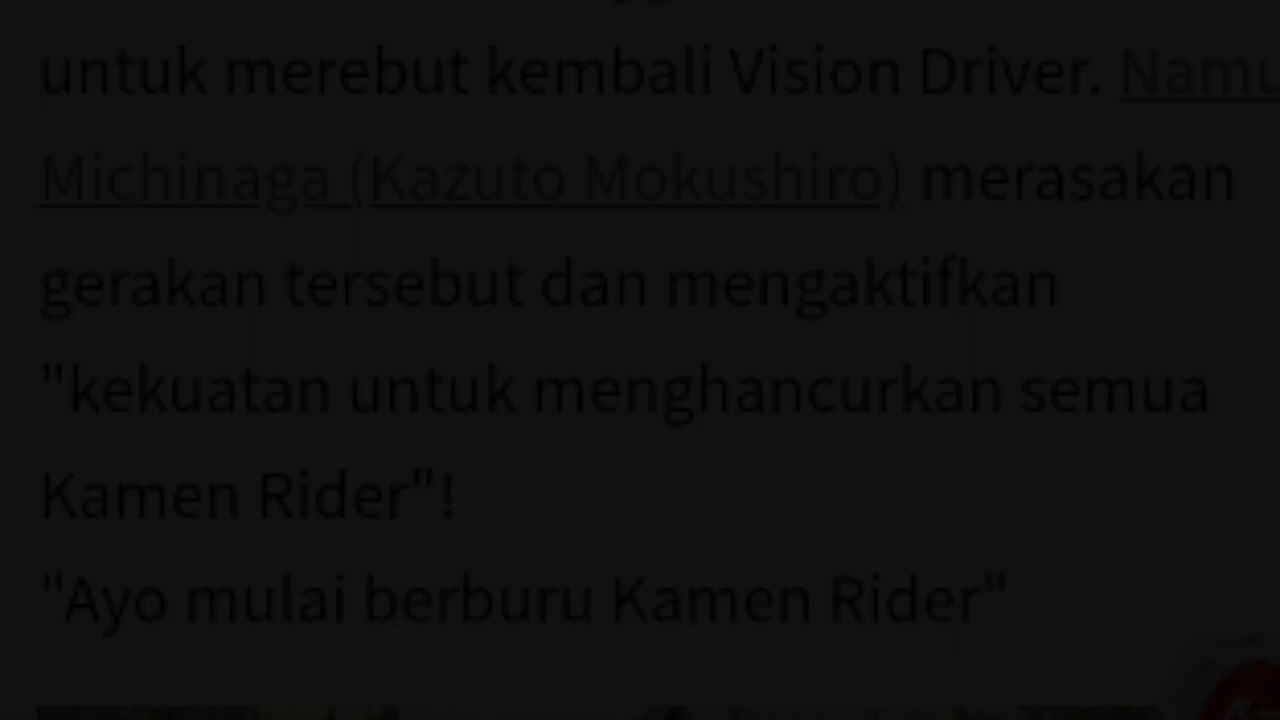 untuk merebut kembali Vision Driver. Namu
Michinaga (Kazuto Mokushiro) merasakan
gerakan tersebut dan mengaktifkan
"kekuatan untuk menghancurkan semua
Kamen Rider"!
"Ayo mulai berburu Kamen Rider"